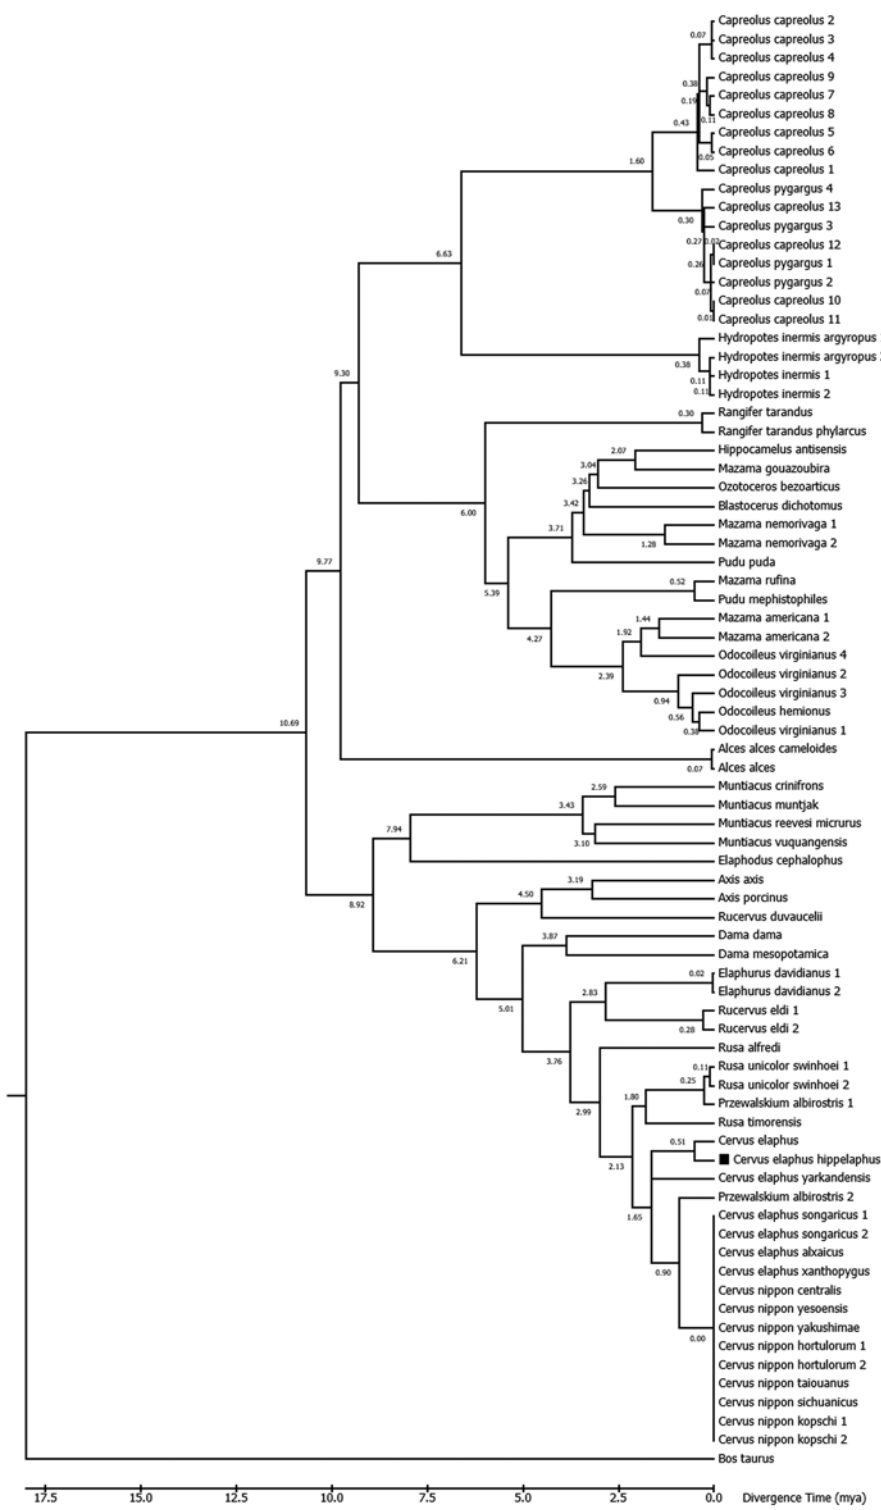 Capreolus capreolus 2
0.07 Capreolus capreolus 3
Capreolus capreolus 4
0.38 Capreolus capreolus 9
0.19 Capreolus capreolus 7
0.11 Capreolus capreolus 8
0.43 Capreolus capreolus 5
0.05 Capreolus capreolus 6
1.60 Capreolus capreolus 1
Capreolus pygargus 4
Capreolus capreolus 13
0.30 Capreolus pygargus 3
0.27 Capreolus capreolus 12
6.63
0.26 Capreolus pygargus 1
Capreolus pygargus 2
0.07 Capreolus capreolus 10
0.01 Capreolus capreolus 11
Hydropotes inermis argyropus
Hydropotes inermis argyropus
0.38
9.30
0.11 Hydropotes inermis 1
0.11 Hydropotes inermis 2
0.30 Rangifer tarandus
Rangifer tarandus phylarcus
2.07 Hippocamelus antisensis
3.04 Mazama gouazoubira
3.26 Ozotoceros bezoarticus
3.42 Blastocerus dichotomus
6.00
3.71 Mazama nemorivaga 1
1.28 Mazama nemorivaga 2
9.77
Pudu puda
5.39
0.52 Mazama rufina
Pudu mephistophiles
1.44 Mazama americana 1
1.92 Mazama americana 2
4.27
Odocoileus virginianus 4
2.39 Odocoileus virginianus 2
0.94 Odocoileus virginianus 3
0.56 Odocoileus hemionus
10.69
0.38 Odocoileus virginianus 1
Alces alces cameloides
0.07 Alces alces
2.59 Muntiacus crinifrons
3.43 Muntiacus muntjak
Muntiacus reevesi micrurus
7.94
3.10 Muntiacus vuquangensis
Elaphodus cephalophus
3.19 Axis axis
4.50 Axis porcinus
8.92
Rucervus duvaucelii
3.87 Dama dama
6.21 Dama mesopotamica
0.02 Elaphurus davidianus 1
2.83 Elaphurus davidianus 2
5.01
Rucervus eldi 1
0.28 Rucervus eldi 2
Rusa alfredi
3.76
0.11 Rusa unicolor swinhoei 1
0.25 Rusa unicolor swinhoei 2
1.80 Przewalskium albirostris 1
2.99
Rusa timorensis
0.51 Cervus elaphus
Cervus elaphus hippelaphus
2.13
Cervus elaphus yarkandensis
Przewalskium albirostris 2
1.65 Cervus elaphus songaricus 1
Cervus elaphus songaricus 2
Cervus elaphus alxaicus
0.90 Cervus elaphus xanthopygus
Cervus nippon centralis
Cervus nippon yesoensis
Cervus nippon yakushimae
0.00
Cervus nippon hortulorum 1
Cervus nippon hortulorum 2
Cervus nippon taiouanus
Cervus nippon sichuanicus
Cervus nippon kopschi 1
Cervus nippon kopschi 2
Bos taurus
17.5 15.0 12.5 10.0 7.5 5.0 2.5 0.0 Divergence Time (mya)